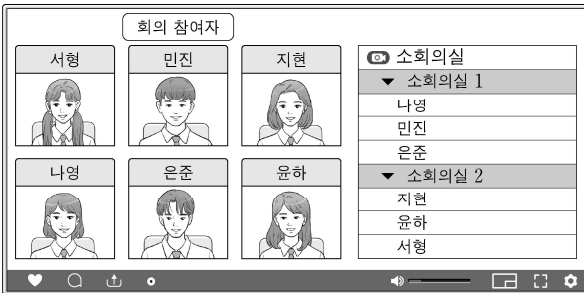 회의 참여자
서형 민진 지현
나영 은준 윤하
소회의실
▼ 소회의실 1
나영
민진
은준
▼ 소회의실 2
지현
윤하
서형